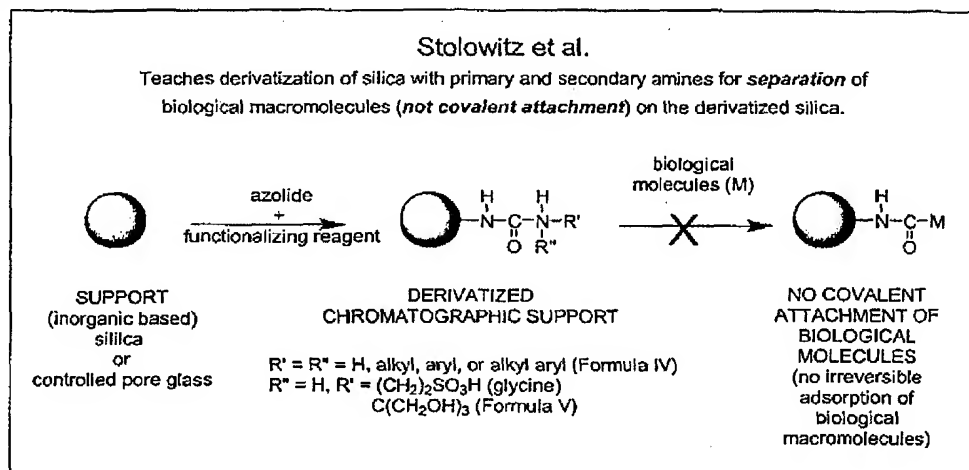 Stolowitz et al.
Teaches derivatization of silica with primary and secondary amines for separation of
biological macromolecules (not covalent attachment) on the derivatized silica.
azolide
+
functionalizing reagent
biological
molecules (M)
H
N-C-N-R'
H
O
R"
H
N-C-M
O
SUPPORT
(inorganic based)
sililca
or
controlled pore glass
DERIVATIZED
CHROMATOGRAPHIC SUPPORT
R' = R" = H, alkyl, aryl, or alkyl aryl (Formula IV)
R" = H, R' = (CH₂)₂SO₃H (glycine)
C(CH₂OH)₃ (Formula V)
NO COVALENT
ATTACHMENT OF
BIOLOGICAL
MOLECULES
(no irreversible
adsorption of
biological
macromolecules)